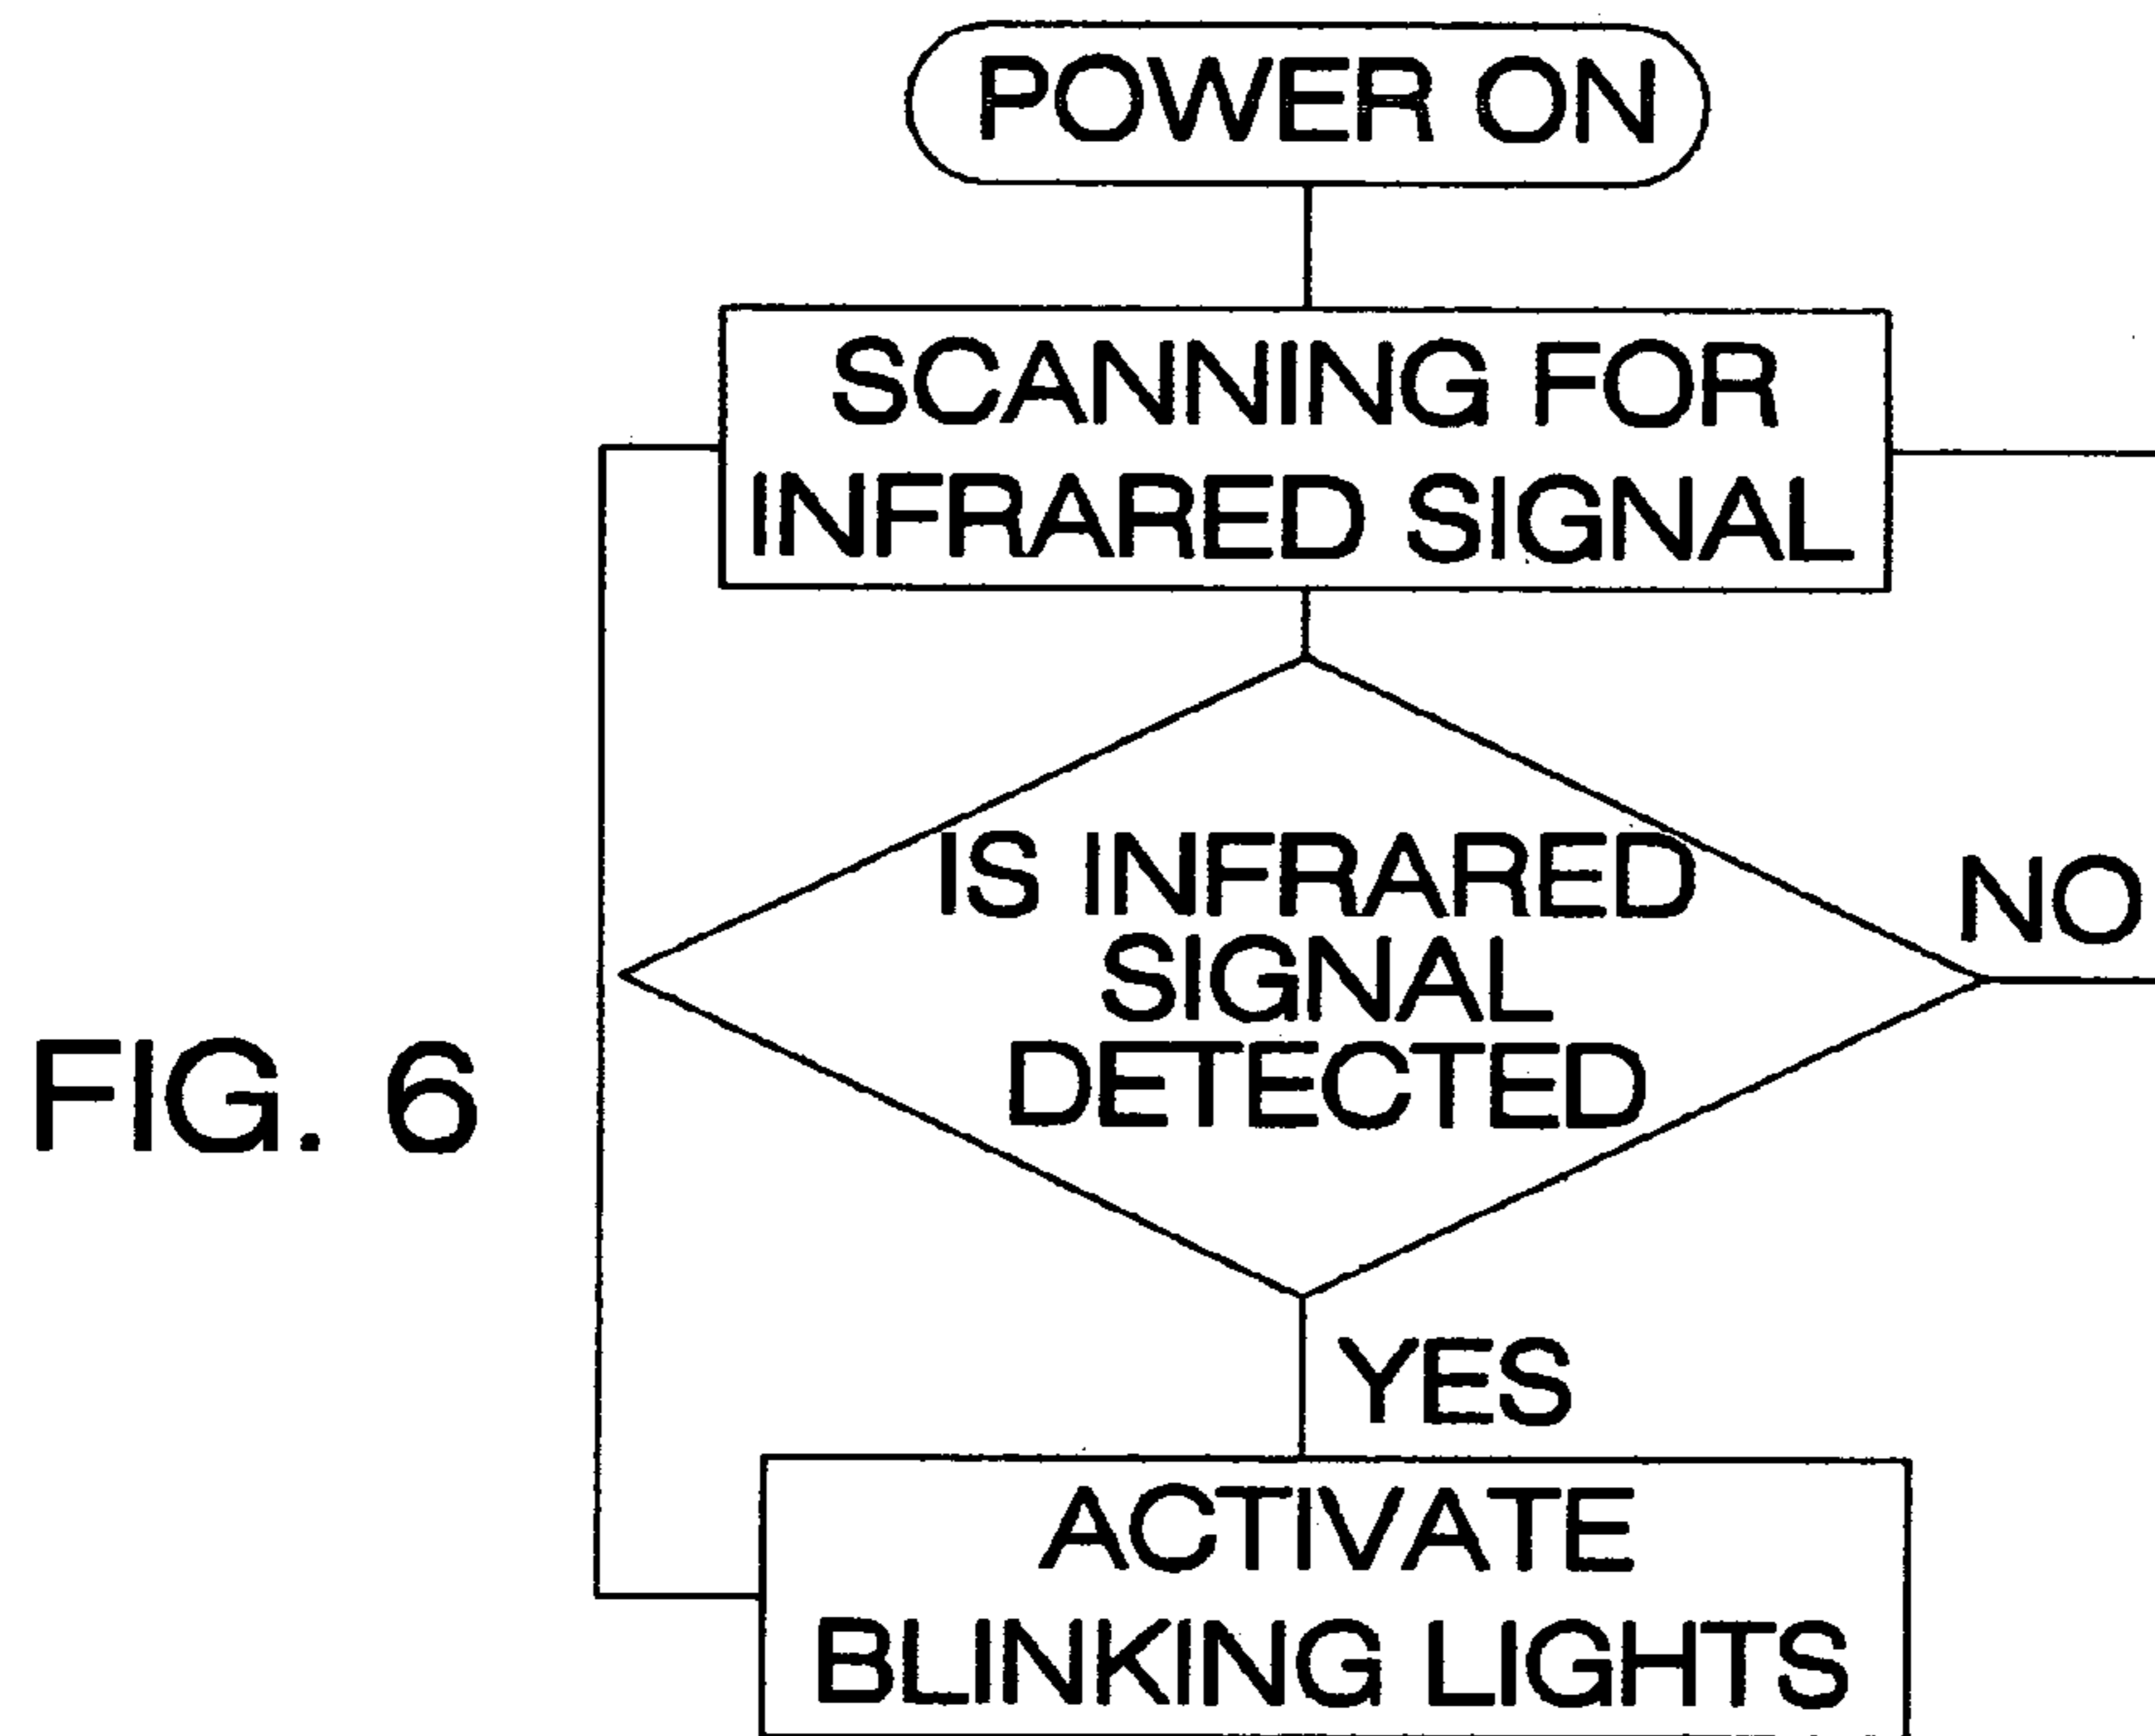 POWER ON
SCANNING FOR
INFRARED SIGNAL
IS INFRARED
SIGNAL
DETECTED
NO
FIG. 6
YES
ACTIVATE
BLINKING LIGHTS